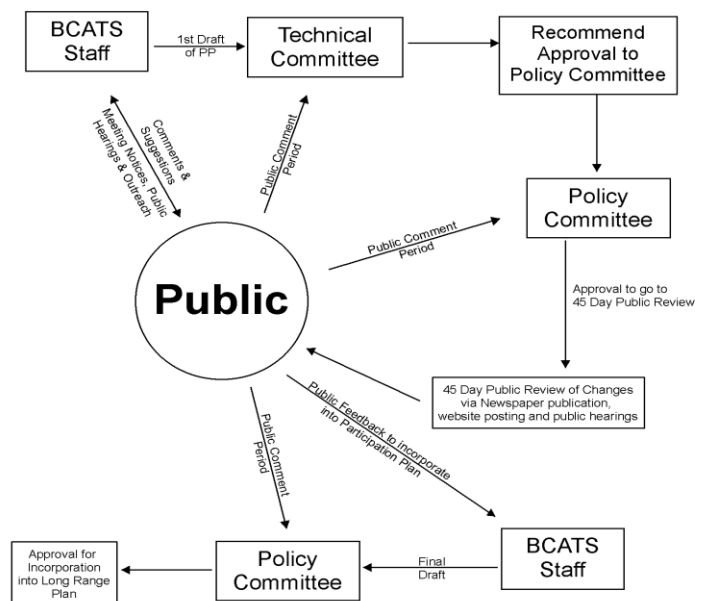 BCATS
Staff
1st Draft
of PP
Technical
Committee
Recommend
Approval to
Policy Committee
Comments &
Suggestions
Meeting Notices, Public
Hearings & Outreach
Public Comment
Period
Policy
Committee
Public Comment
Period
Public
Approval to go to
45 Day Public Review
45 Day Public Review of Changes
via Newspaper publication,
website posting and public hearings
Public Feedback to incorporate
into Participation Plan
Public Comment
Period
Approval for
Incorporation
into Long Range
Plan
Policy
Committee
Final
Draft
BCATS
Staff